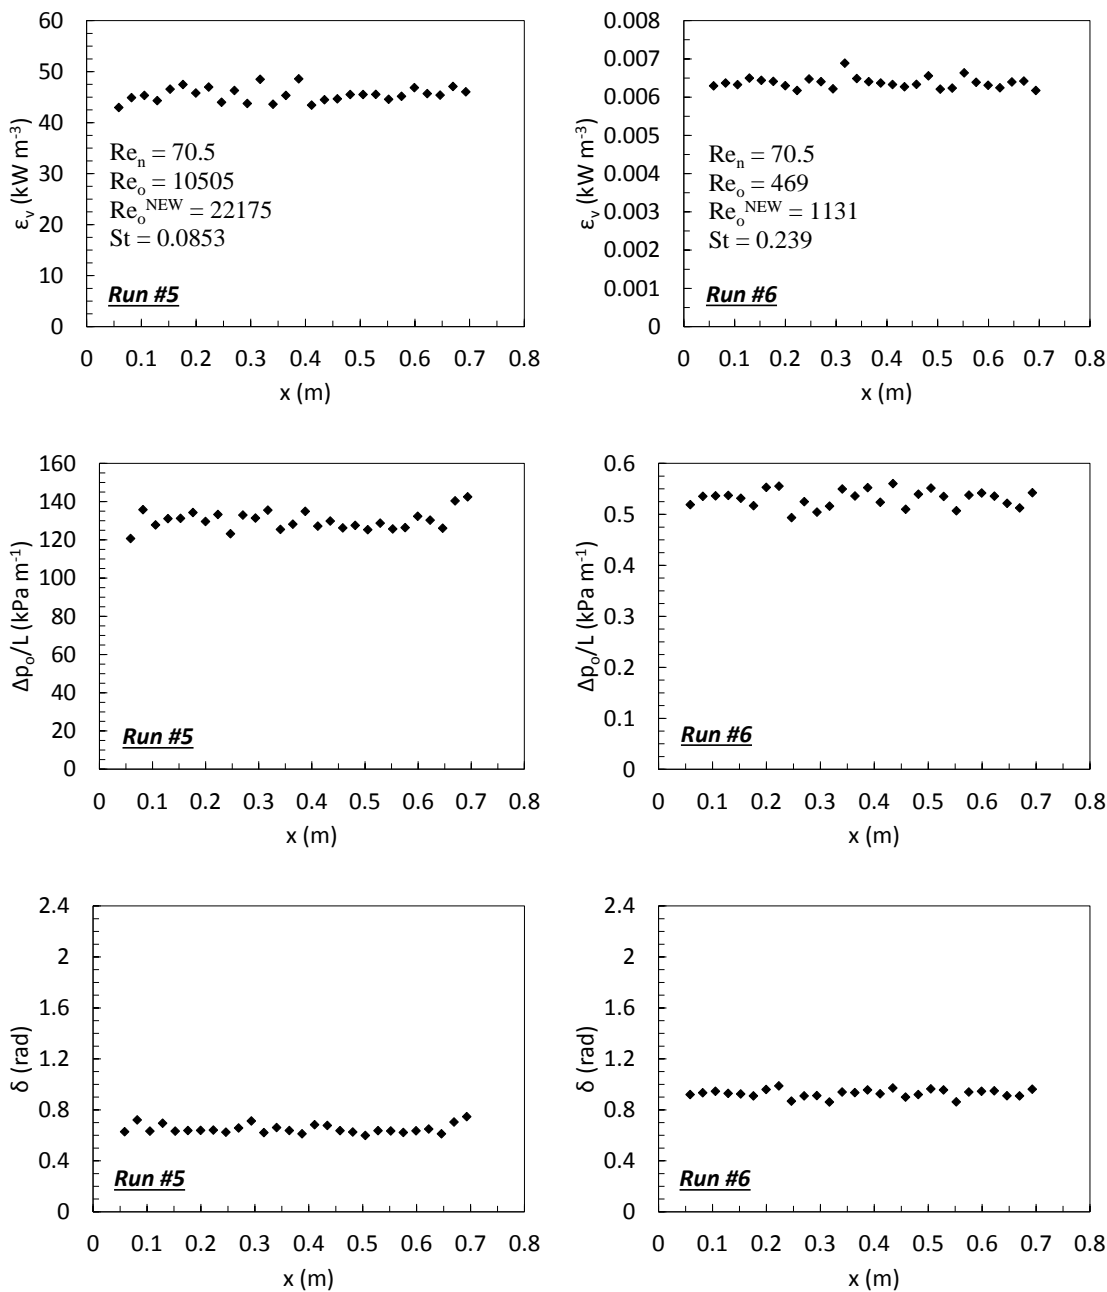 60
50
40
30
20
10
0
ε_v (kW m^-3)
Re_n = 70.5
Re_o = 10505
Re_o^NEW = 22175
St = 0.0853
Run #5
0 0.1 0.2 0.3 0.4 0.5 0.6 0.7 0.8
x (m)
0.008
0.007
0.006
0.005
0.004
0.003
0.002
0.001
0
ε_v (kW m^-3)
Re_n = 70.5
Re_o = 469
Re_o^NEW = 1131
St = 0.239
Run #6
0 0.1 0.2 0.3 0.4 0.5 0.6 0.7 0.8
x (m)
160
140
120
100
80
60
40
20
0
Δp_o/L (kPa m^-1)
Run #5
0 0.1 0.2 0.3 0.4 0.5 0.6 0.7 0.8
x (m)
0.6
0.5
0.4
0.3
0.2
0.1
0
Δp_o/L (kPa m^-1)
Run #6
0 0.1 0.2 0.3 0.4 0.5 0.6 0.7 0.8
x (m)
2.4
2
1.6
1.2
0.8
0.4
0
δ (rad)
Run #5
0 0.1 0.2 0.3 0.4 0.5 0.6 0.7 0.8
x (m)
2.4
2
1.6
1.2
0.8
0.4
0
δ (rad)
Run #6
0 0.1 0.2 0.3 0.4 0.5 0.6 0.7 0.8
x (m)